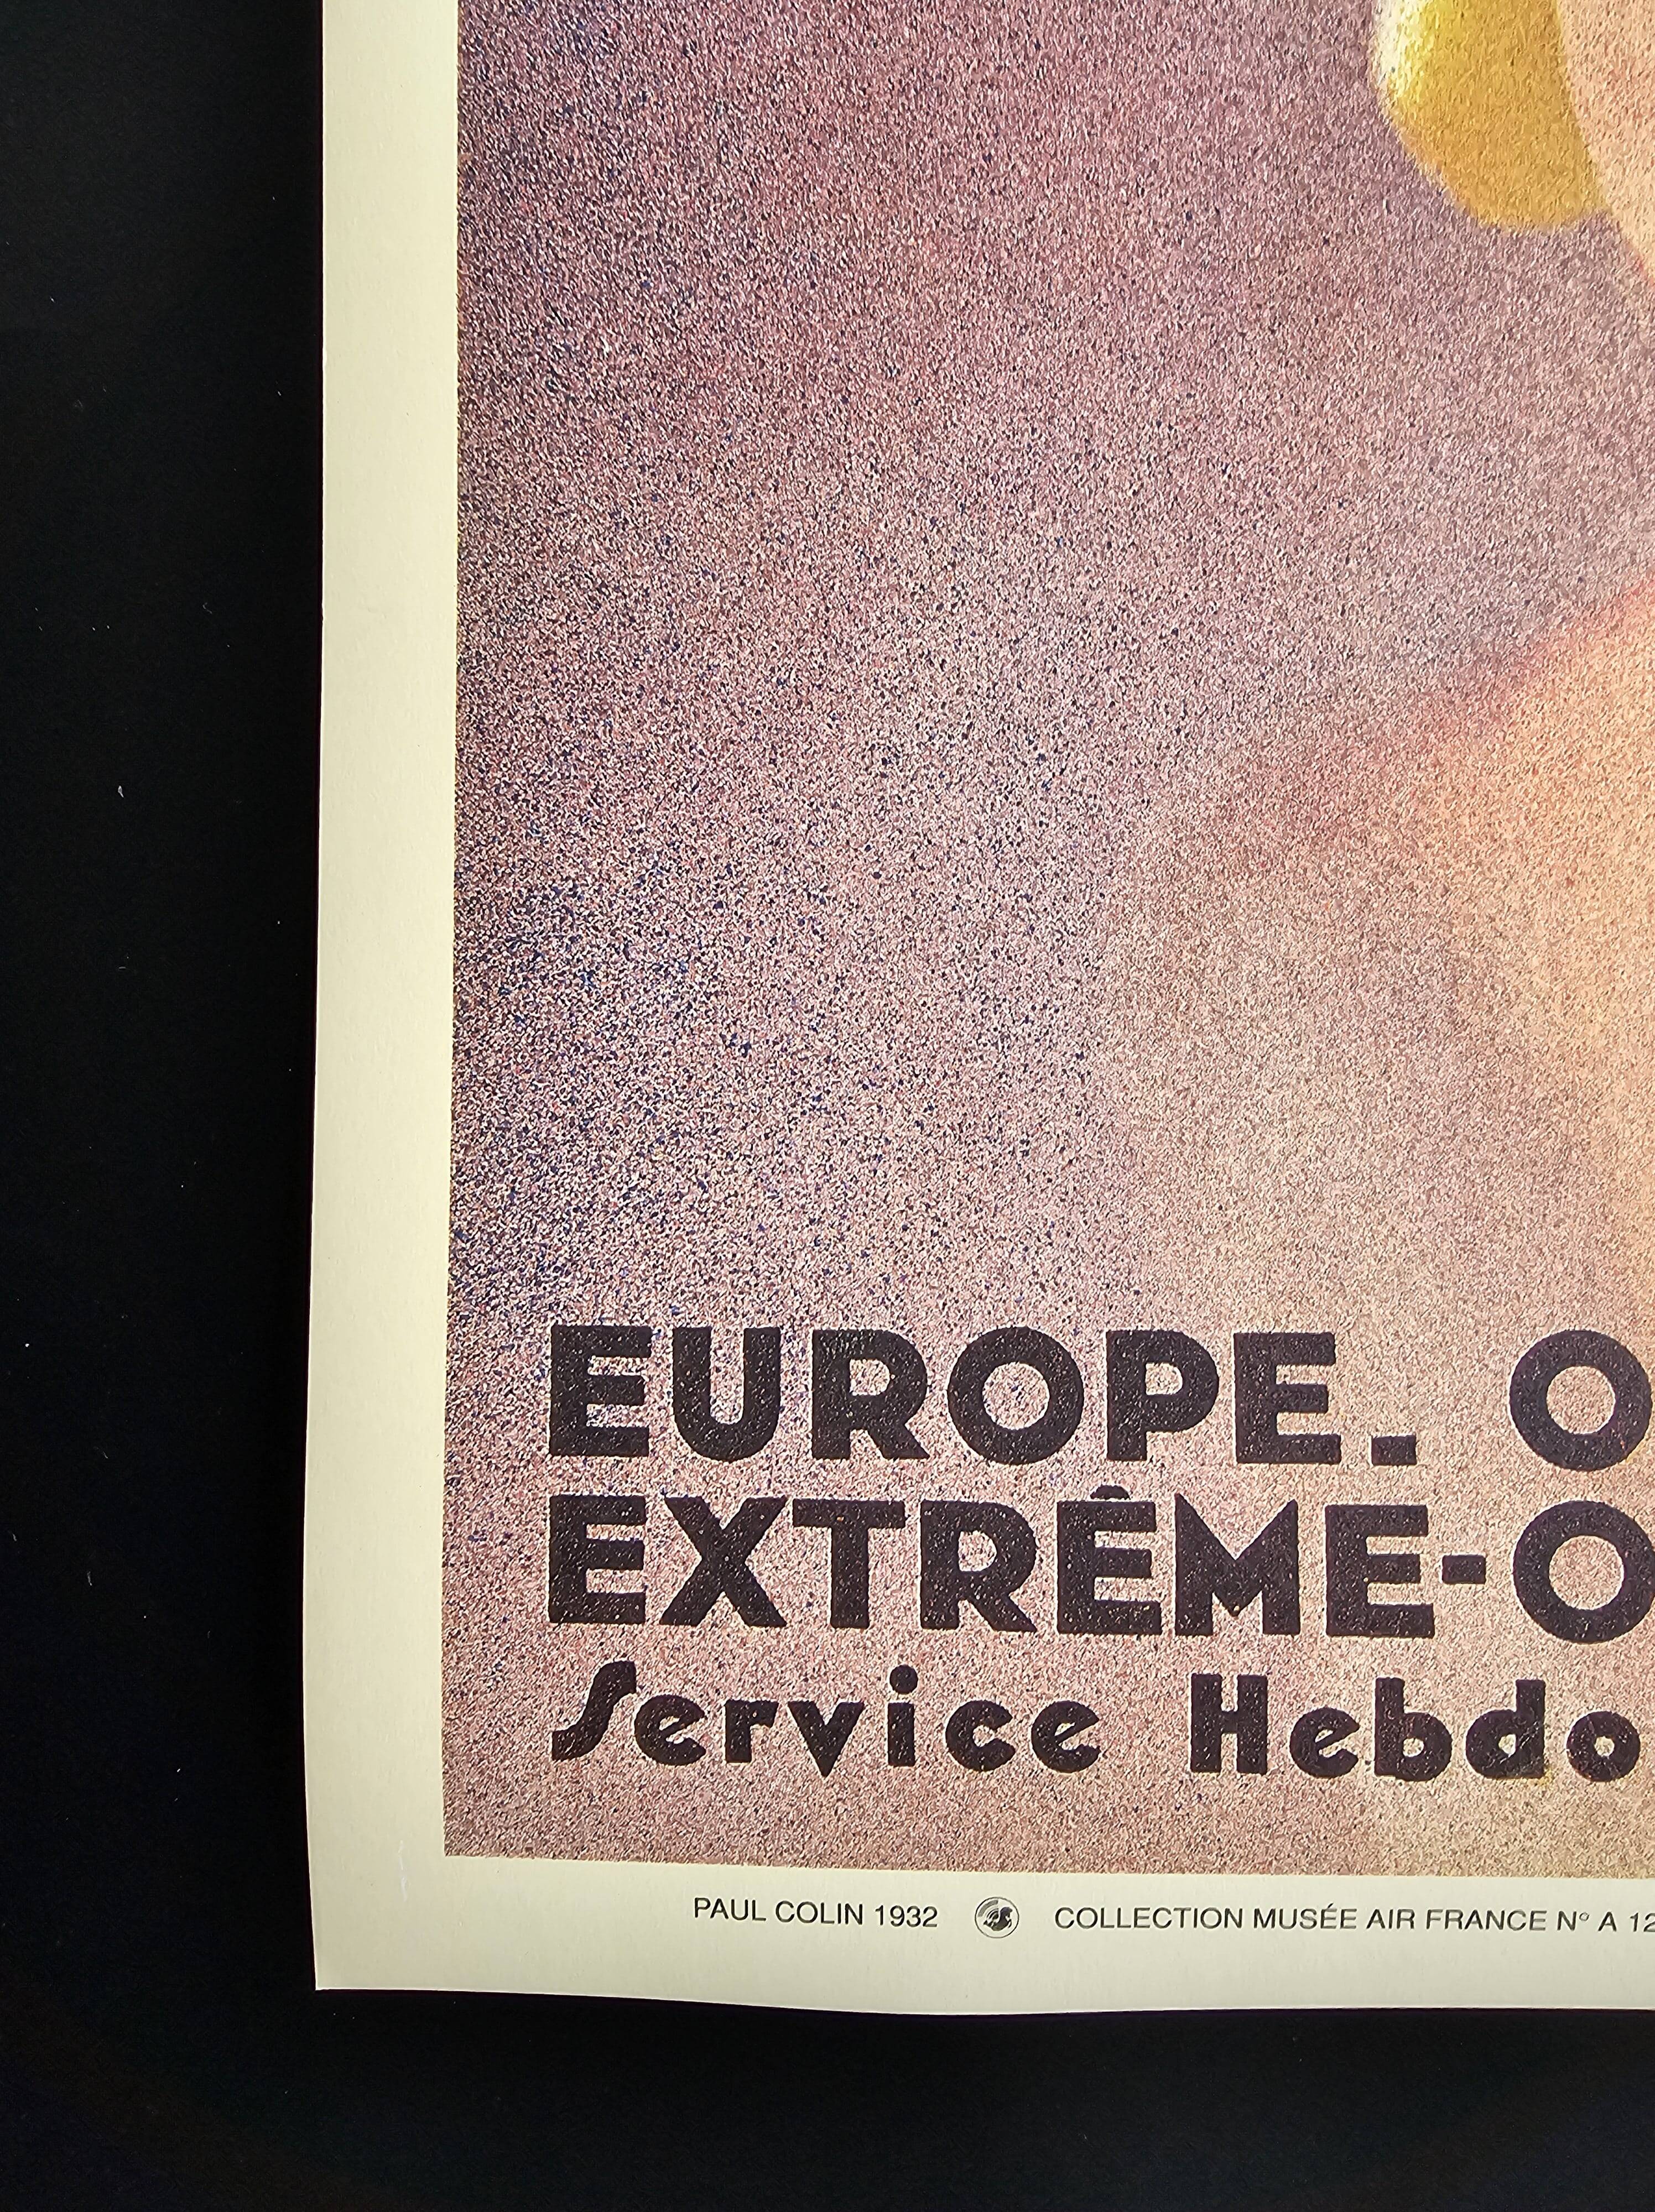 EUROPE. O
EXTRÊME-O
Service Hebdo
PAUL COLIN 1932 COLLECTION MUSÉE AIR FRANCE N° A 12